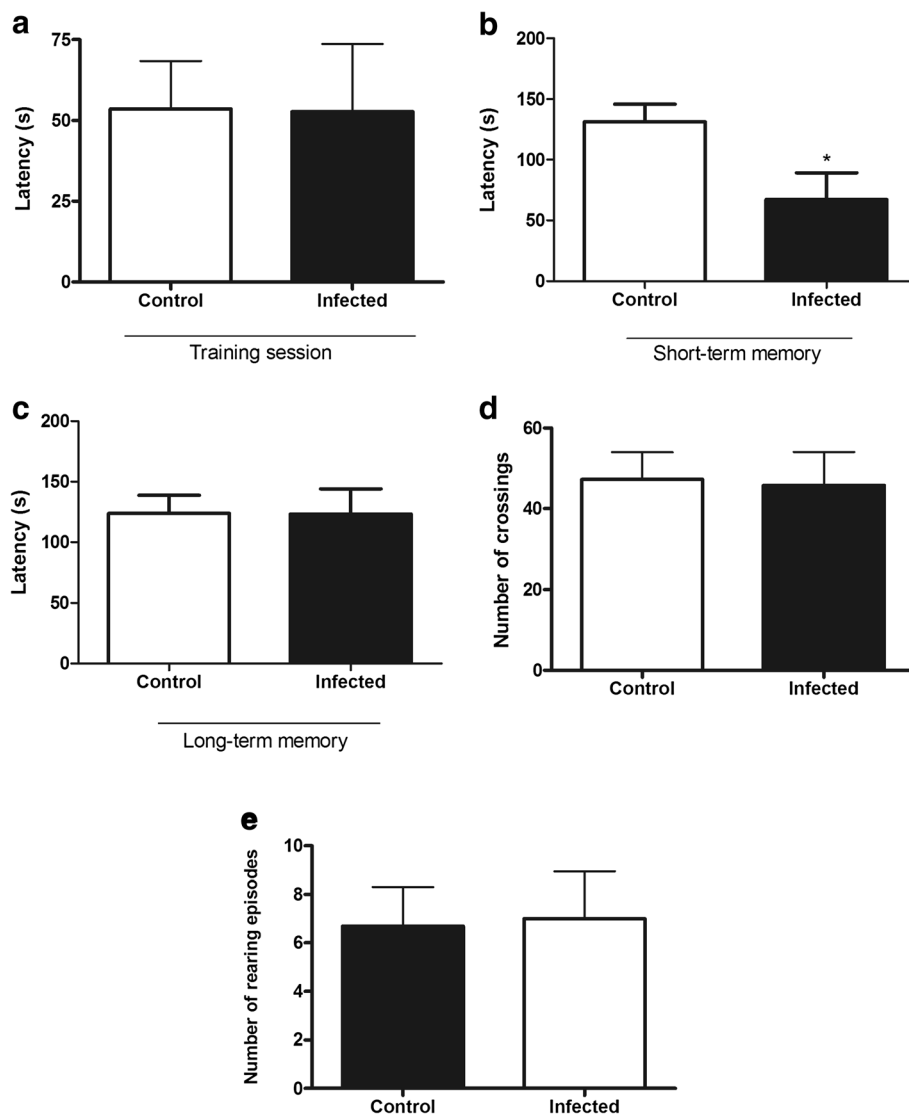 a
75
50
25
0
Latency (s)
Control Infected
Training session
b
200
150
100
50
0
Latency (s)
*
Control Infected
Short-term memory
c
200
150
100
50
0
Latency (s)
Control Infected
Long-term memory
d
60
40
20
0
Number of crossings
Control Infected
e
10
8
6
4
2
0
Number of rearing episodes
Control Infected